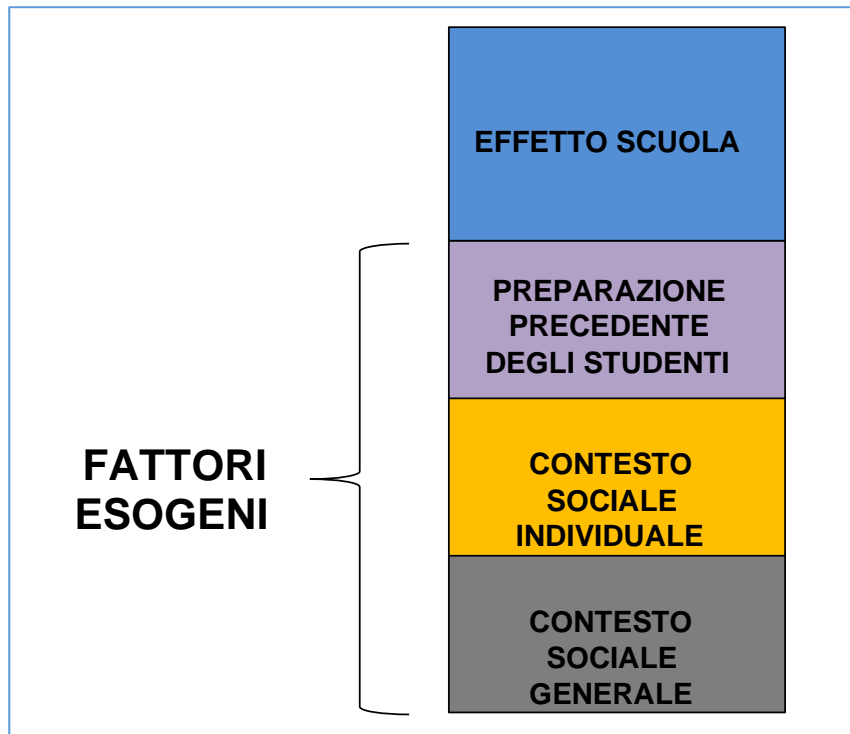 EFFETTO SCUOLA
PREPARAZIONE
PRECEDENTE
DEGLI STUDENTI
FATTORI
ESOGENI
CONTESTO
SOCIALE
INDIVIDUALE
CONTESTO
SOCIALE
GENERALE